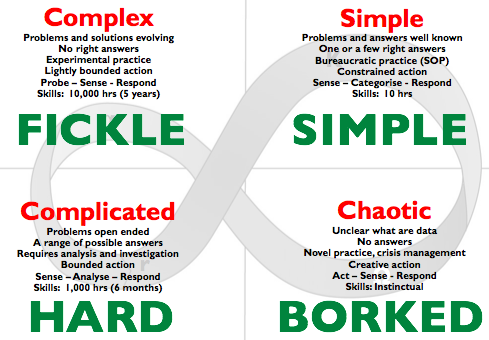 Complex
Problems and solutions evolving
No right answers
Experimental practice
Lightly bounded action
Probe – Sense - Respond
Skills: 10,000 hrs (5 years)
FICKLE
Simple
Problems and answers well known
One or a few right answers
Bureaucratic practice (SOP)
Constrained action
Sense – Categorise - Respond
Skills: 10 hrs
SIMPLE
Complicated
Problems open ended
A range of possible answers
Requires analysis and investigation
Bounded action
Sense –Analyse – Respond
Skills: 1,000 hrs (6 months)
HARD
Chaotic
Unclear what are data
No answers
Novel practice, crisis management
Creative action
Act – Sense - Respond
Skills: Instinctual
BORKED